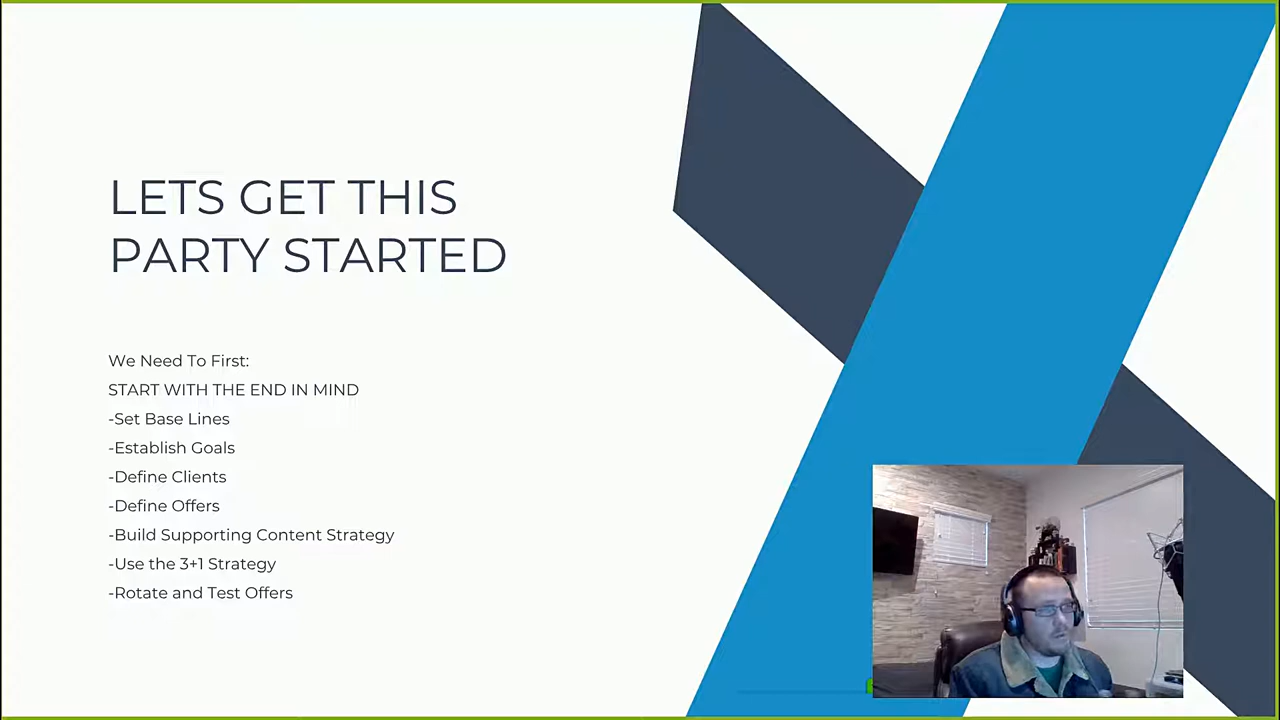 LETS GET THIS
PARTY STARTED
We Need To First:
START WITH THE END IN MIND
-Set Base Lines
-Establish Goals
-Define Clients
-Define Offers
-Build Supporting Content Strategy
-Use the 3+1 Strategy
-Rotate and Test Offers